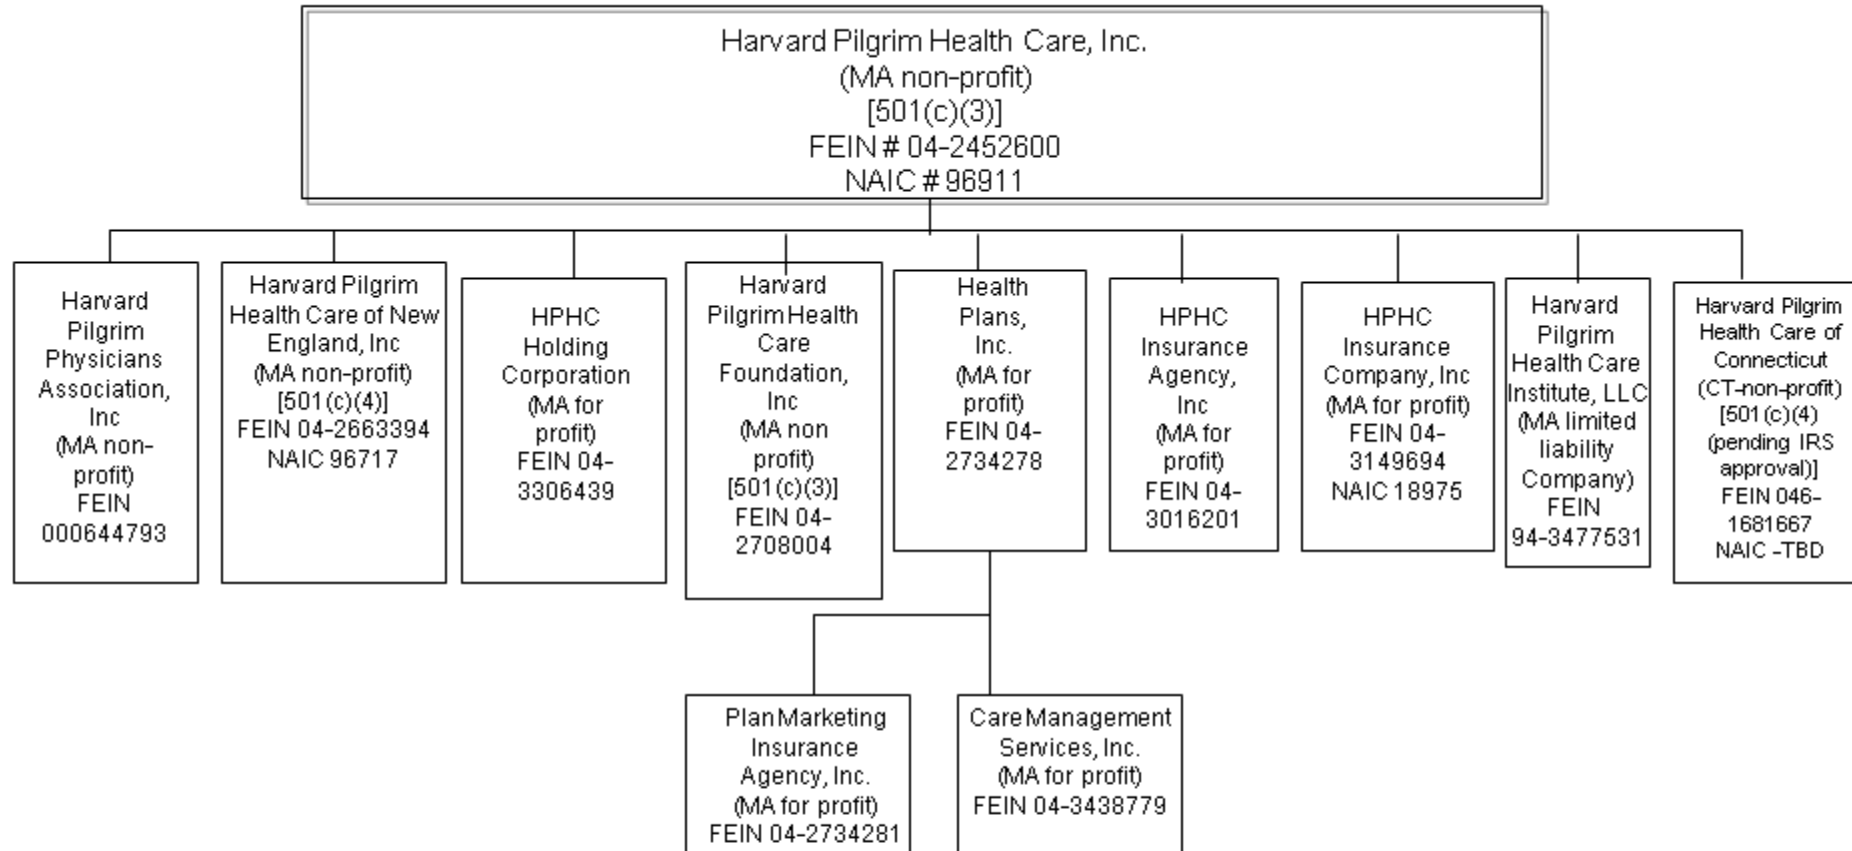 Harvard Pilgrim Health Care, Inc.
(MA non-profit)
[501(c)(3)]
FEIN # 04-2452600
NAIC # 96911
Harvard
Pilgrim
Physicians
Association,
Inc
(MA non-
profit)
FEIN
000644793
Harvard Pilgrim
Health Care of New
England, Inc
(MA non-profit)
[501(c)(4)]
FEIN 04-2663394
NAIC 96717
HPHC
Holding
Corporation
(MA for
profit)
FEIN 04-
3306439
Harvard
Pilgrim Health
Care
Foundation,
Inc
(MA non
profit)
[501(c)(3)]
FEIN 04-
2708004
Health
Plans,
Inc.
(MA for
profit)
FEIN 04-
2734278
HPHC
Insurance
Agency,
Inc
(MA for
profit)
FEIN 04-
3016201
HPHC
Insurance
Company, Inc
(MA for profit)
FEIN 04-
3149694
NAIC 18975
Harvard
Pilgrim
Health Care
Institute, LLC
(MA limited
liability
Company)
FEIN
94-3477531
Harvard Pilgrim
Health Care of
Connecticut
(CT-non-profit)
[501(c)(4)
(pending IRS
approval)]
FEIN 046-
1681667
NAIC -TBD
Plan Marketing
Insurance
Agency, Inc.
(MA for profit)
FEIN 04-2734281
Care Management
Services, Inc.
(MA for profit)
FEIN 04-3438779